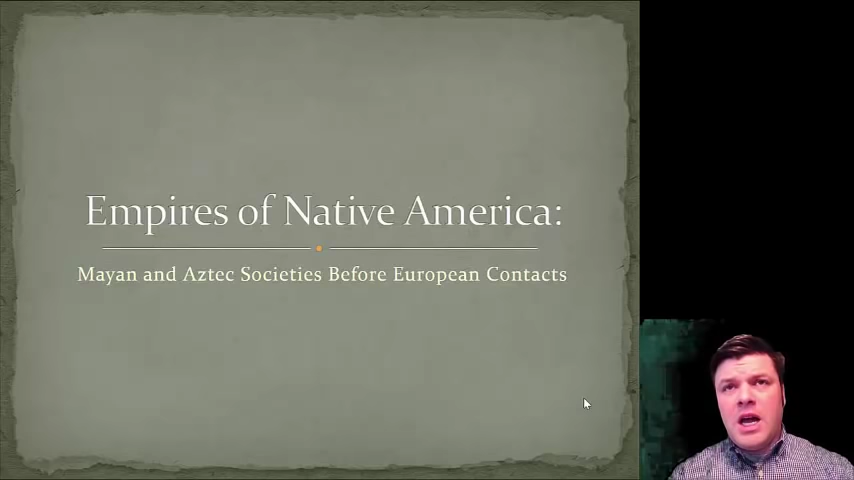 Empires of Native America:
Mayan and Aztec Societies Before European Contacts